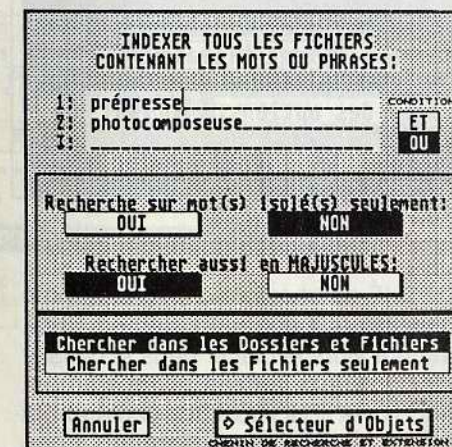 INDEXER TOUS LES FICHIERS
CONTENANT LES MOTS OU PHRASES:
1: prépresse
CONDITION
2: photocomposeuse
ET
3:
OU
Recherche sur mot(s) isolé(s) seulement:
OUI NON
Rechercher aussi en MAJUSCULES:
OUI NON
Chercher dans les Dossiers et Fichiers
Chercher dans les Fichiers seulement
Annuler ◊ Sélecteur d'Objets
CHEMIN DE RECHERCHE ET EXTENSION